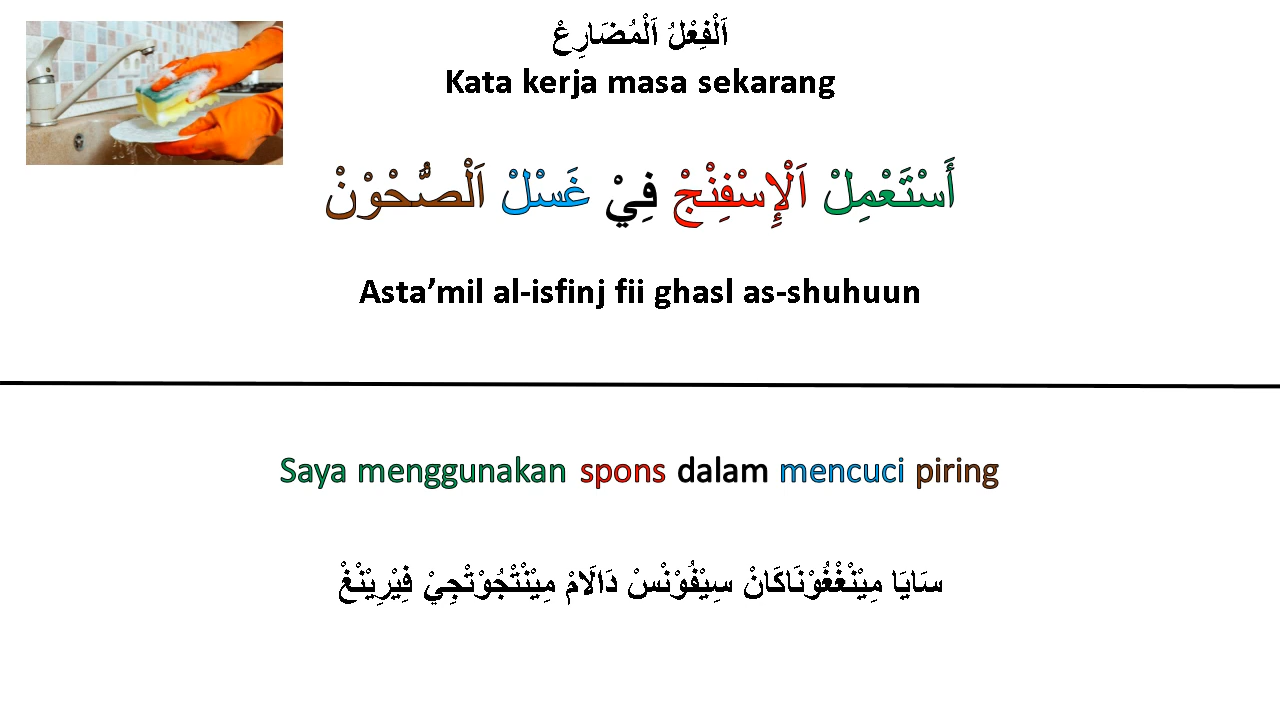 اَلْفِعْلُ اَلْمُضَارِعْ
Kata kerja masa sekarang
أَسْتَعْمِلْ اَلْإِسْفِنْجْ فِيْ غَسْلْ اَلْصُّحْوْنْ
Asta’mil al-isfinj fii ghasl as-shuhuun
Saya menggunakan spons dalam mencuci piring
سَايَا مِيْنْغْغُوْنَاكَانْ سِيْفُوْنْسْ دَالَامْ مِيْنْتْجُوْتْجِيْ فِيْرِيْنْغْ